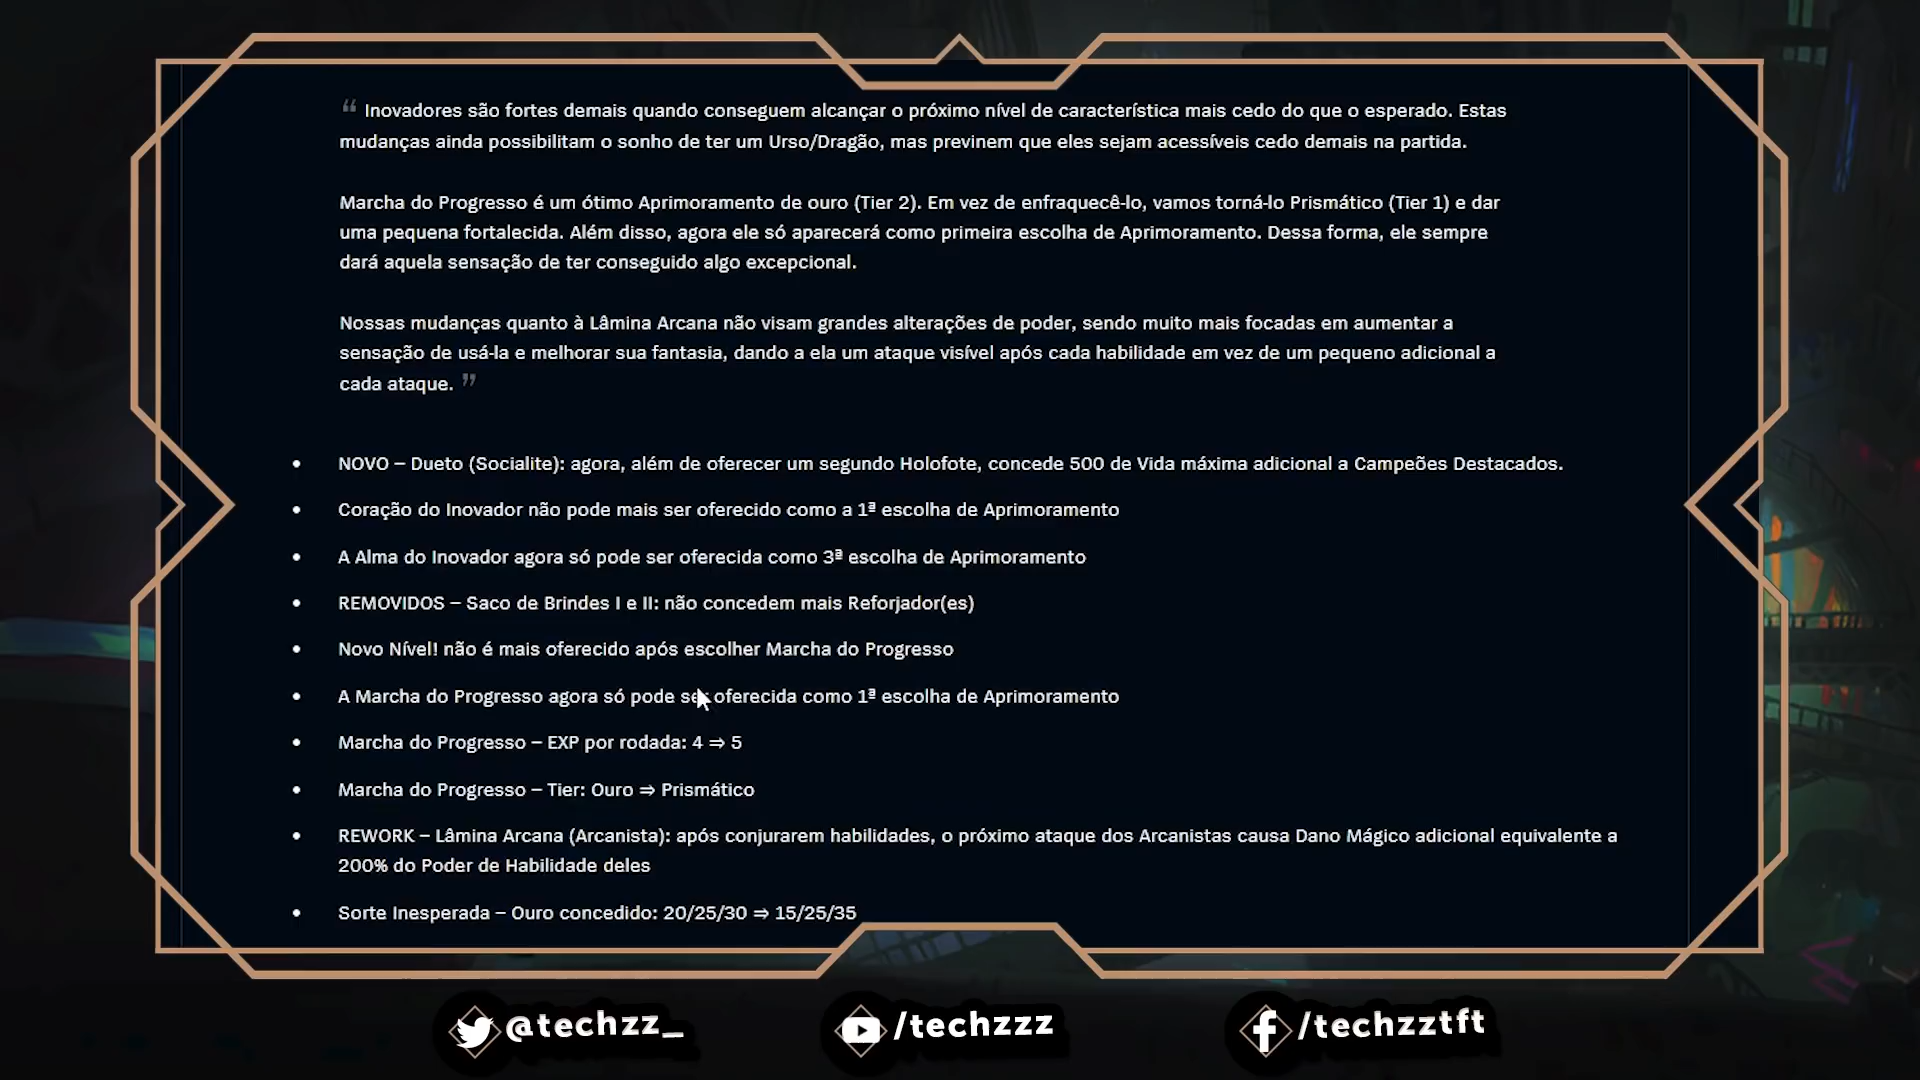 “ Inovadores são fortes demais quando conseguem alcançar o próximo nível de característica mais cedo do que o esperado. Estas
mudanças ainda possibilitam o sonho de ter um Urso/Dragão, mas previnem que eles sejam acessíveis cedo demais na partida.
Marcha do Progresso é um ótimo Aprimoramento de ouro (Tier 2). Em vez de enfraquecê-lo, vamos torná-lo Prismático (Tier 1) e dar
uma pequena fortalecida. Além disso, agora ele só aparecerá como primeira escolha de Aprimoramento. Dessa forma, ele sempre
dará aquela sensação de ter conseguido algo excepcional.
Nossas mudanças quanto à Lâmina Arcana não visam grandes alterações de poder, sendo muito mais focadas em aumentar a
sensação de usá-la e melhorar sua fantasia, dando a ela um ataque visível após cada habilidade em vez de um pequeno adicional a
cada ataque. ”
• NOVO – Dueto (Socialite): agora, além de oferecer um segundo Holofote, concede 500 de Vida máxima adicional a Campeões Destacados.
• Coração do Inovador não pode mais ser oferecido como a 1ª escolha de Aprimoramento
• A Alma do Inovador agora só pode ser oferecida como 3ª escolha de Aprimoramento
• REMOVIDOS – Saco de Brindes I e II: não concedem mais Reforjador(es)
• Novo Nível! não é mais oferecido após escolher Marcha do Progresso
• A Marcha do Progresso agora só pode ser oferecida como 1ª escolha de Aprimoramento
• Marcha do Progresso – EXP por rodada: 4 ⇒ 5
• Marcha do Progresso – Tier: Ouro ⇒ Prismático
• REWORK – Lâmina Arcana (Arcanista): após conjurarem habilidades, o próximo ataque dos Arcanistas causa Dano Mágico adicional equivalente a
200% do Poder de Habilidade deles
• Sorte Inesperada – Ouro concedido: 20/25/30 ⇒ 15/25/35
@techzz_ /techzzz /techzztft